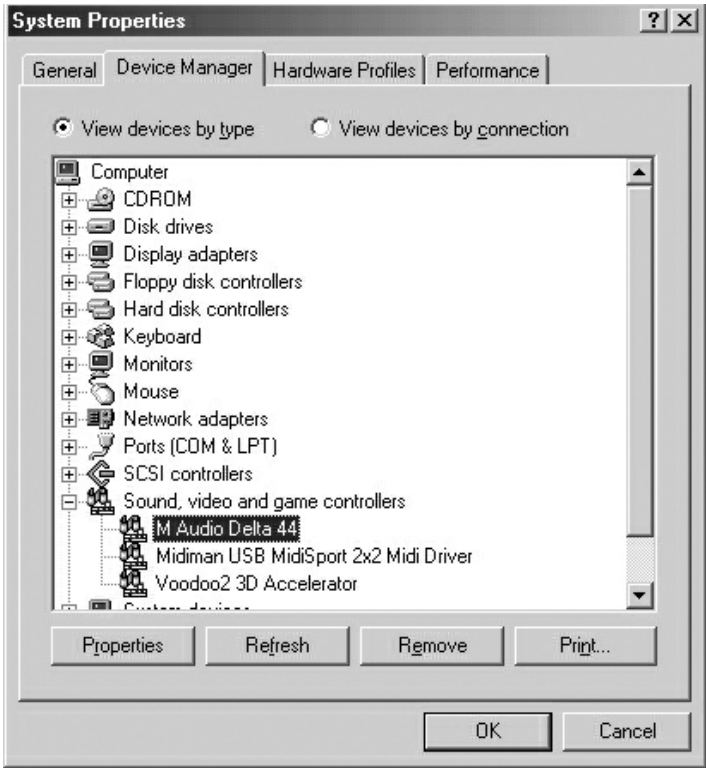 System Properties
General Device Manager Hardware Profiles Performance
View devices by type View devices by connection
Computer
CDROM
Disk drives
Display adapters
Floppy disk controllers
Hard disk controllers
Keyboard
Monitors
Mouse
Network adapters
Ports (COM & LPT)
SCSI controllers
Sound, video and game controllers
M Audio Delta 44
Midiman USB MidiSport 2x2 Midi Driver
Voodoo2 3D Accelerator
System devices
Properties Refresh Remove Print...
OK Cancel